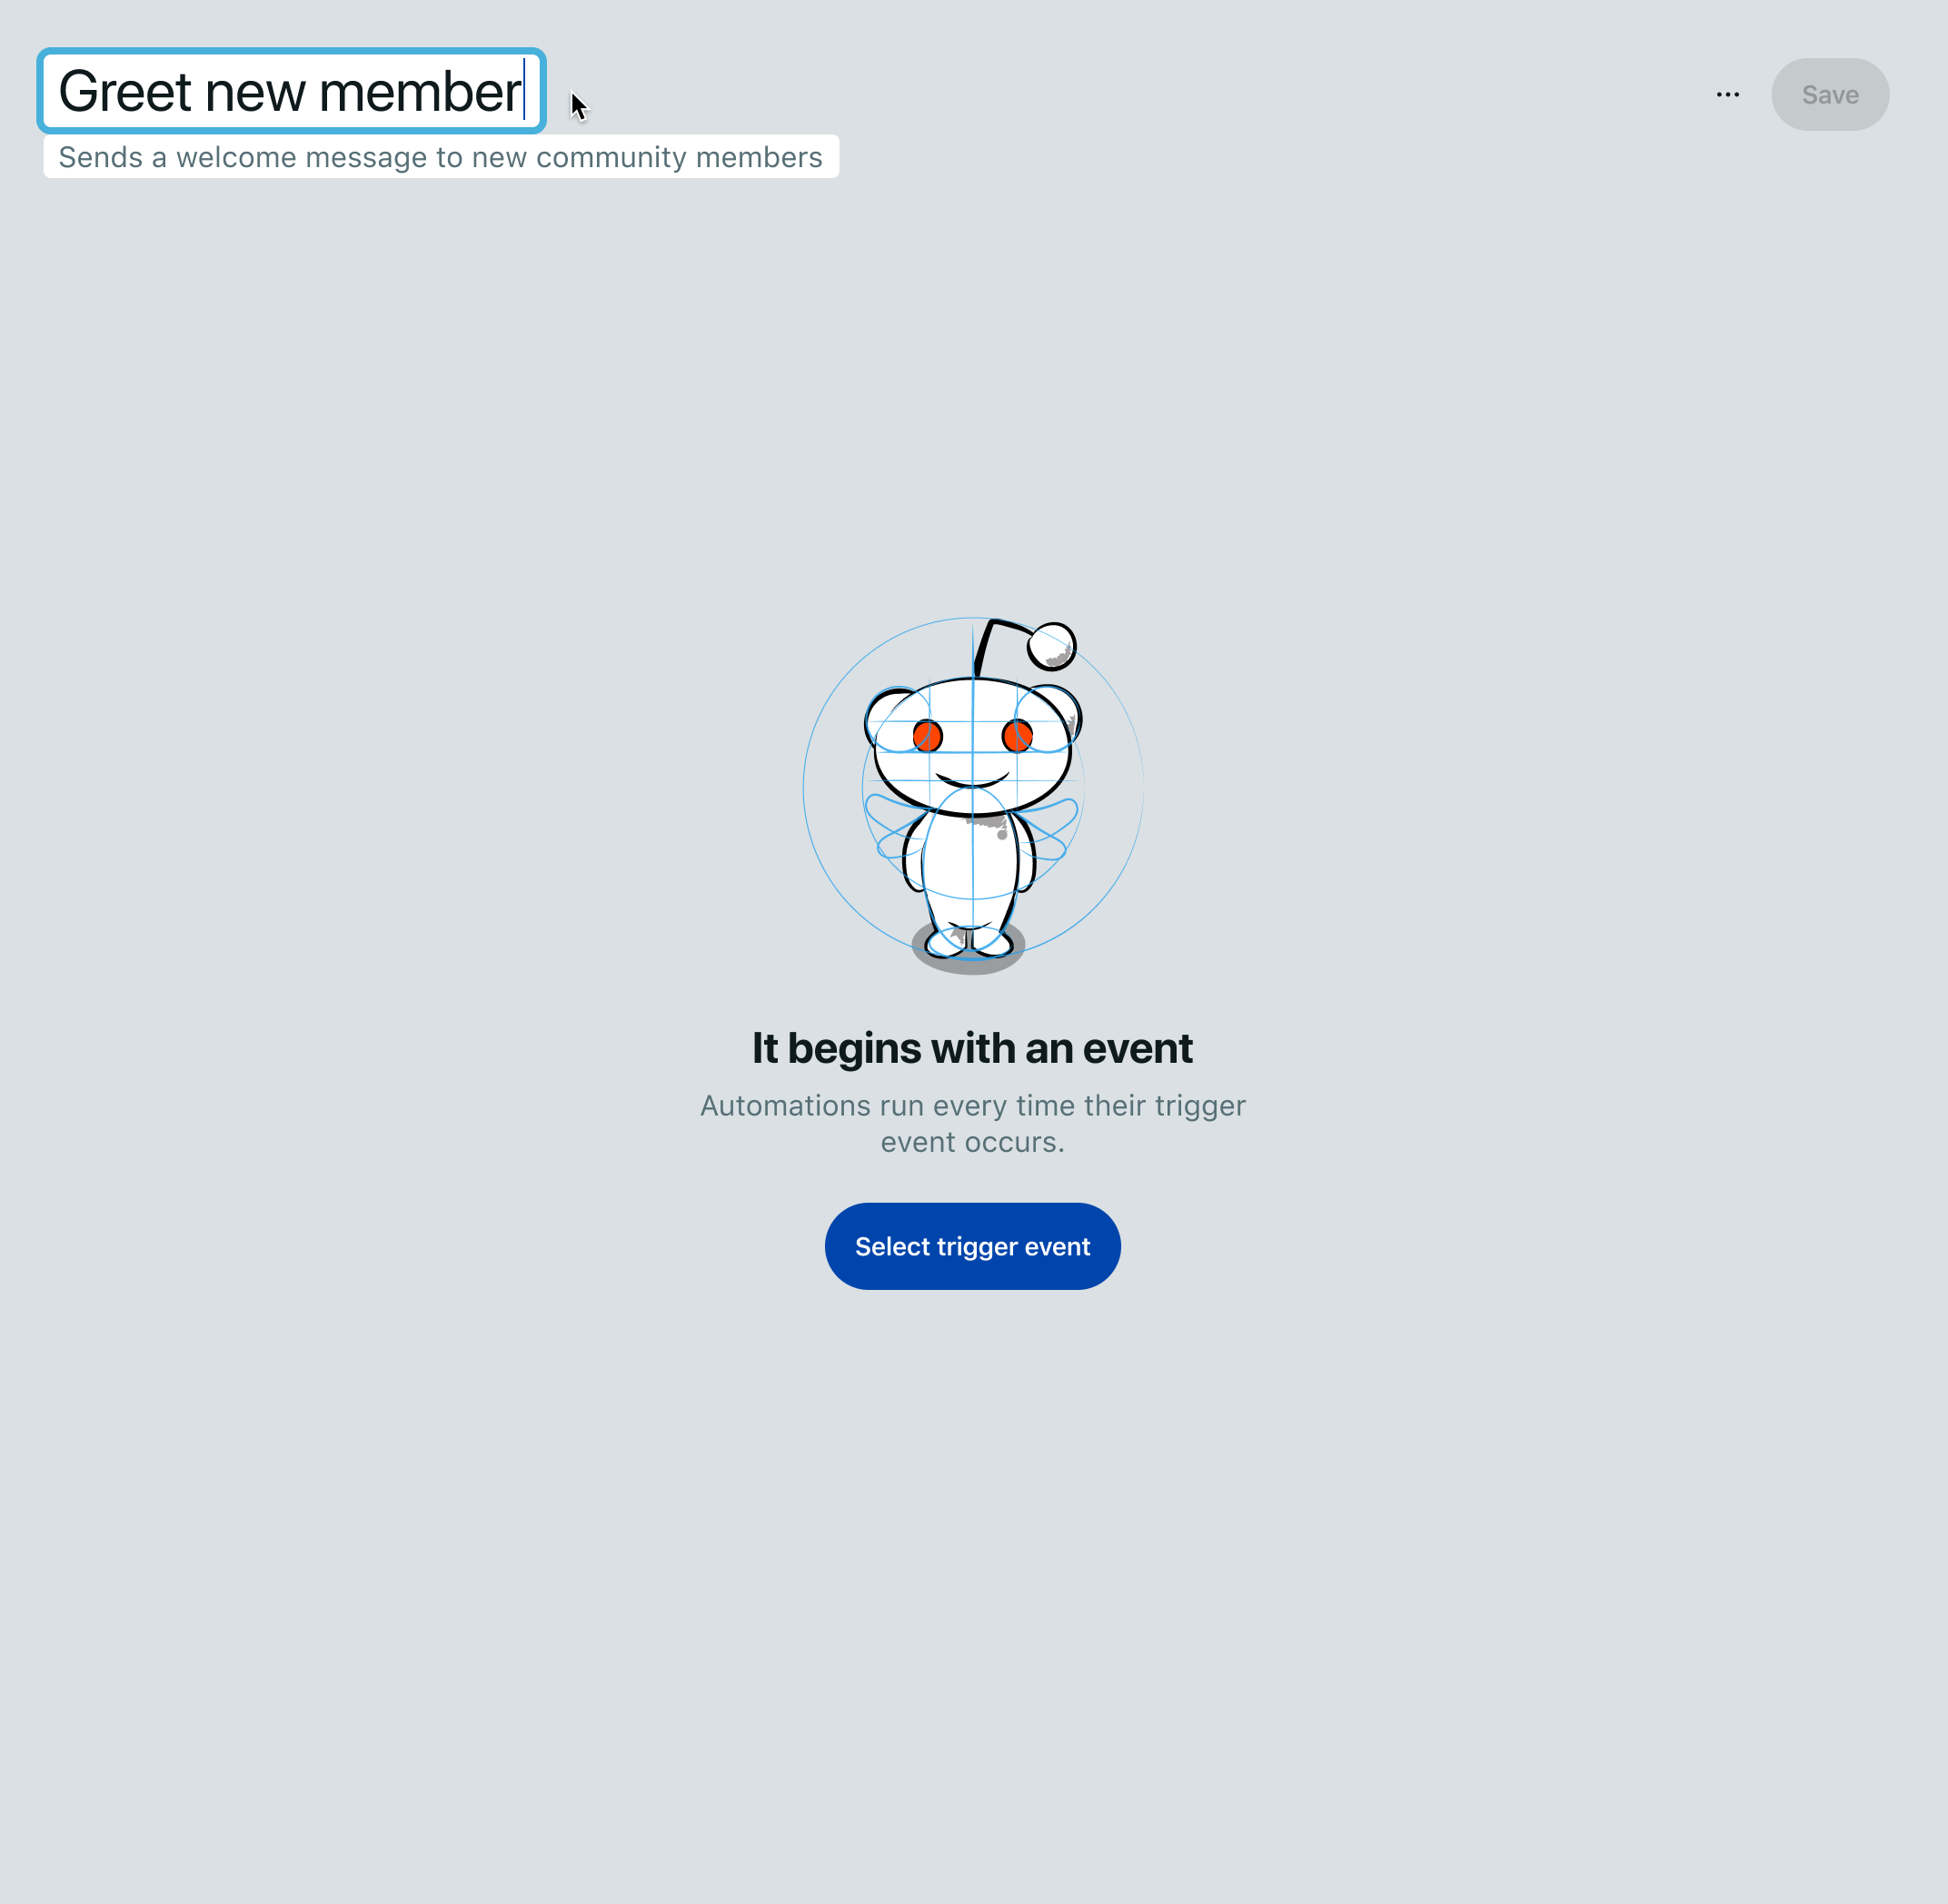 Greet new member
Save
Sends a welcome message to new community members
It begins with an event
Automations run every time their trigger
event occurs.
Select trigger event